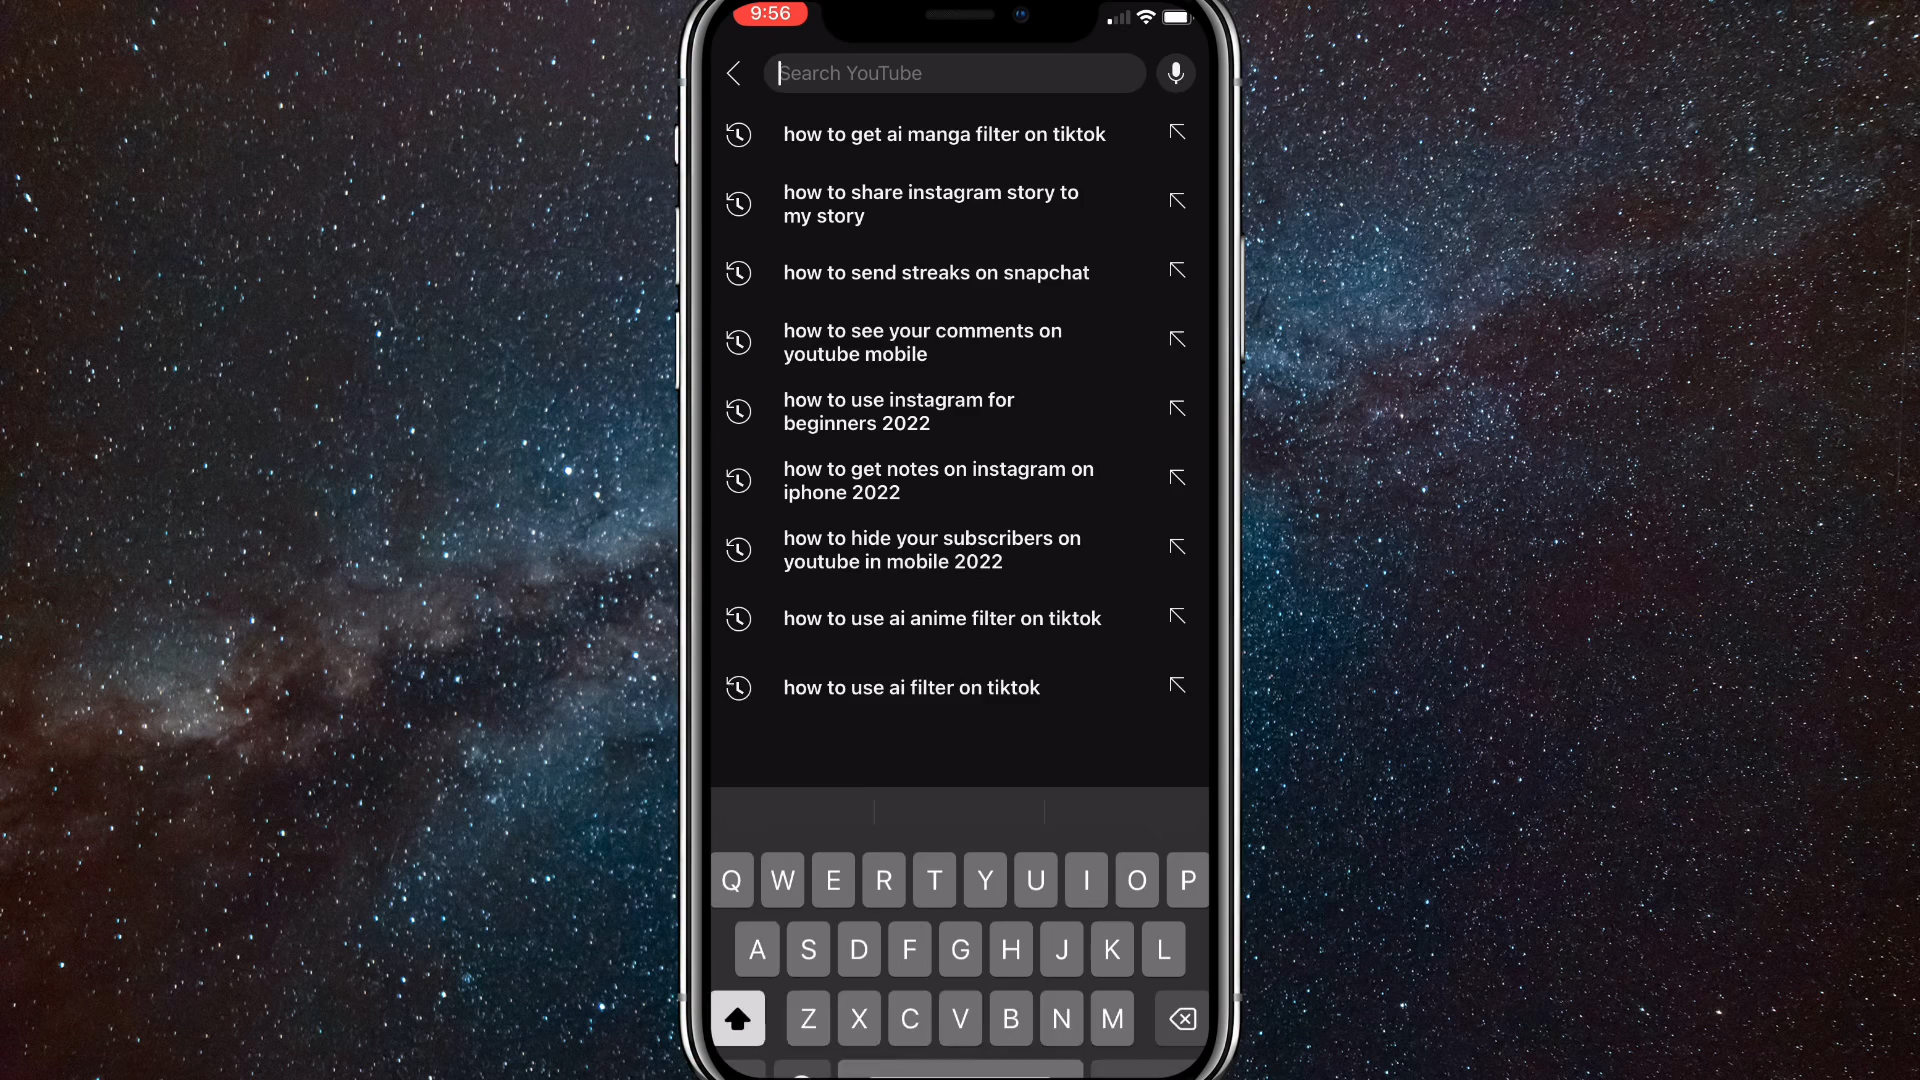 9:56
Search YouTube
how to get ai manga filter on tiktok
how to share instagram story to
my story
how to send streaks on snapchat
how to see your comments on
youtube mobile
how to use instagram for
beginners 2022
how to get notes on instagram on
iphone 2022
how to hide your subscribers on
youtube in mobile 2022
how to use ai anime filter on tiktok
how to use ai filter on tiktok
Q W E R T Y U I O P
A S D F G H J K L
Z X C V B N M